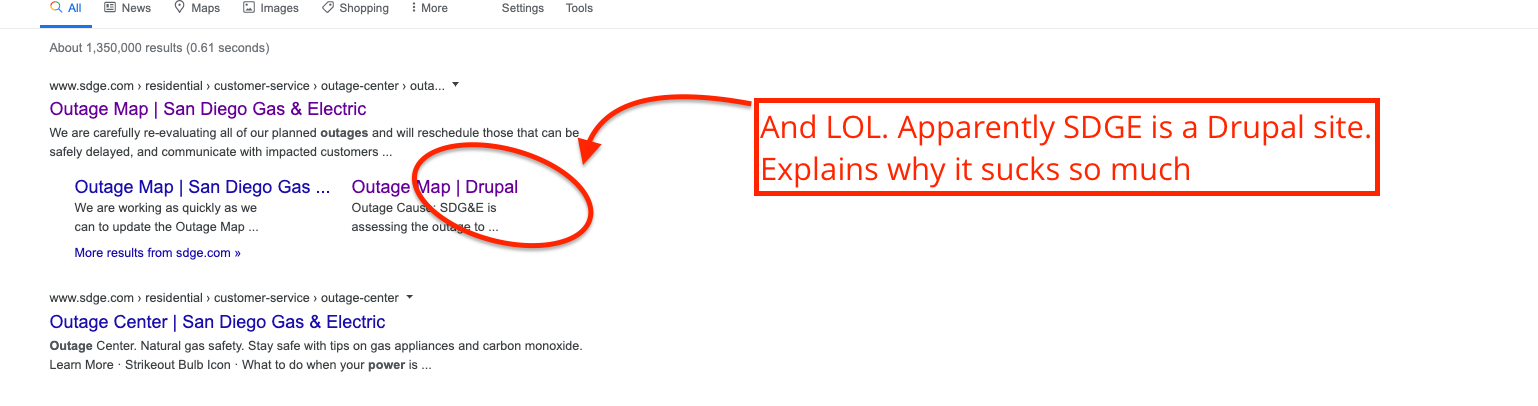 All News Maps Images Shopping More Settings Tools
About 1,350,000 results (0.61 seconds)
www.sdge.com › residential › customer-service › outage-center › outa...
Outage Map | San Diego Gas & Electric
We are carefully re-evaluating all of our planned outages and will reschedule those that can be
safely delayed, and communicate with impacted customers ...
Outage Map | San Diego Gas ...
We are working as quickly as we
can to update the Outage Map ...
Outage Map | Drupal
Outage Cause: SDG&E is
assessing the outage to ...
More results from sdge.com »
And LOL. Apparently SDGE is a Drupal site.
Explains why it sucks so much
www.sdge.com › residential › customer-service › outage-center
Outage Center | San Diego Gas & Electric
Outage Center. Natural gas safety. Stay safe with tips on gas appliances and carbon monoxide.
Learn More · Strikeout Bulb Icon · What to do when your power is ...